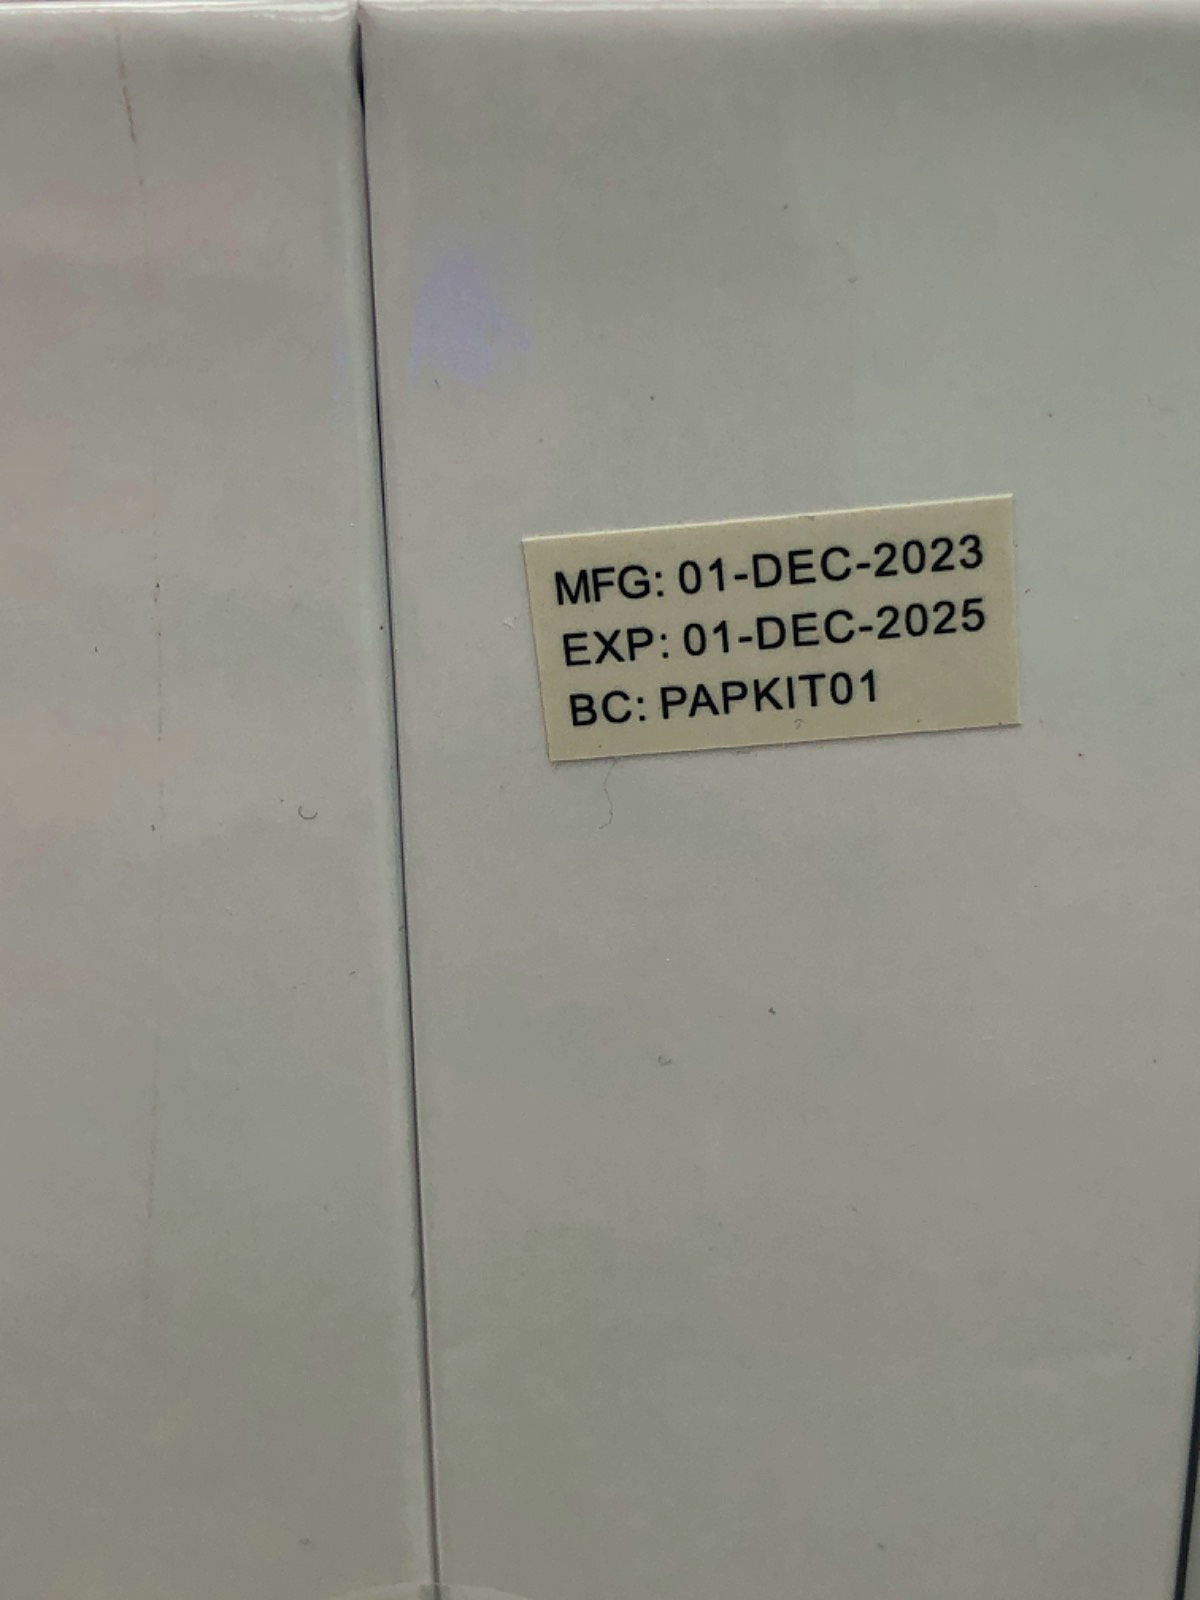 MFG: 01-DEC-2023
EXP: 01-DEC-2025
BC: PAPKIT01